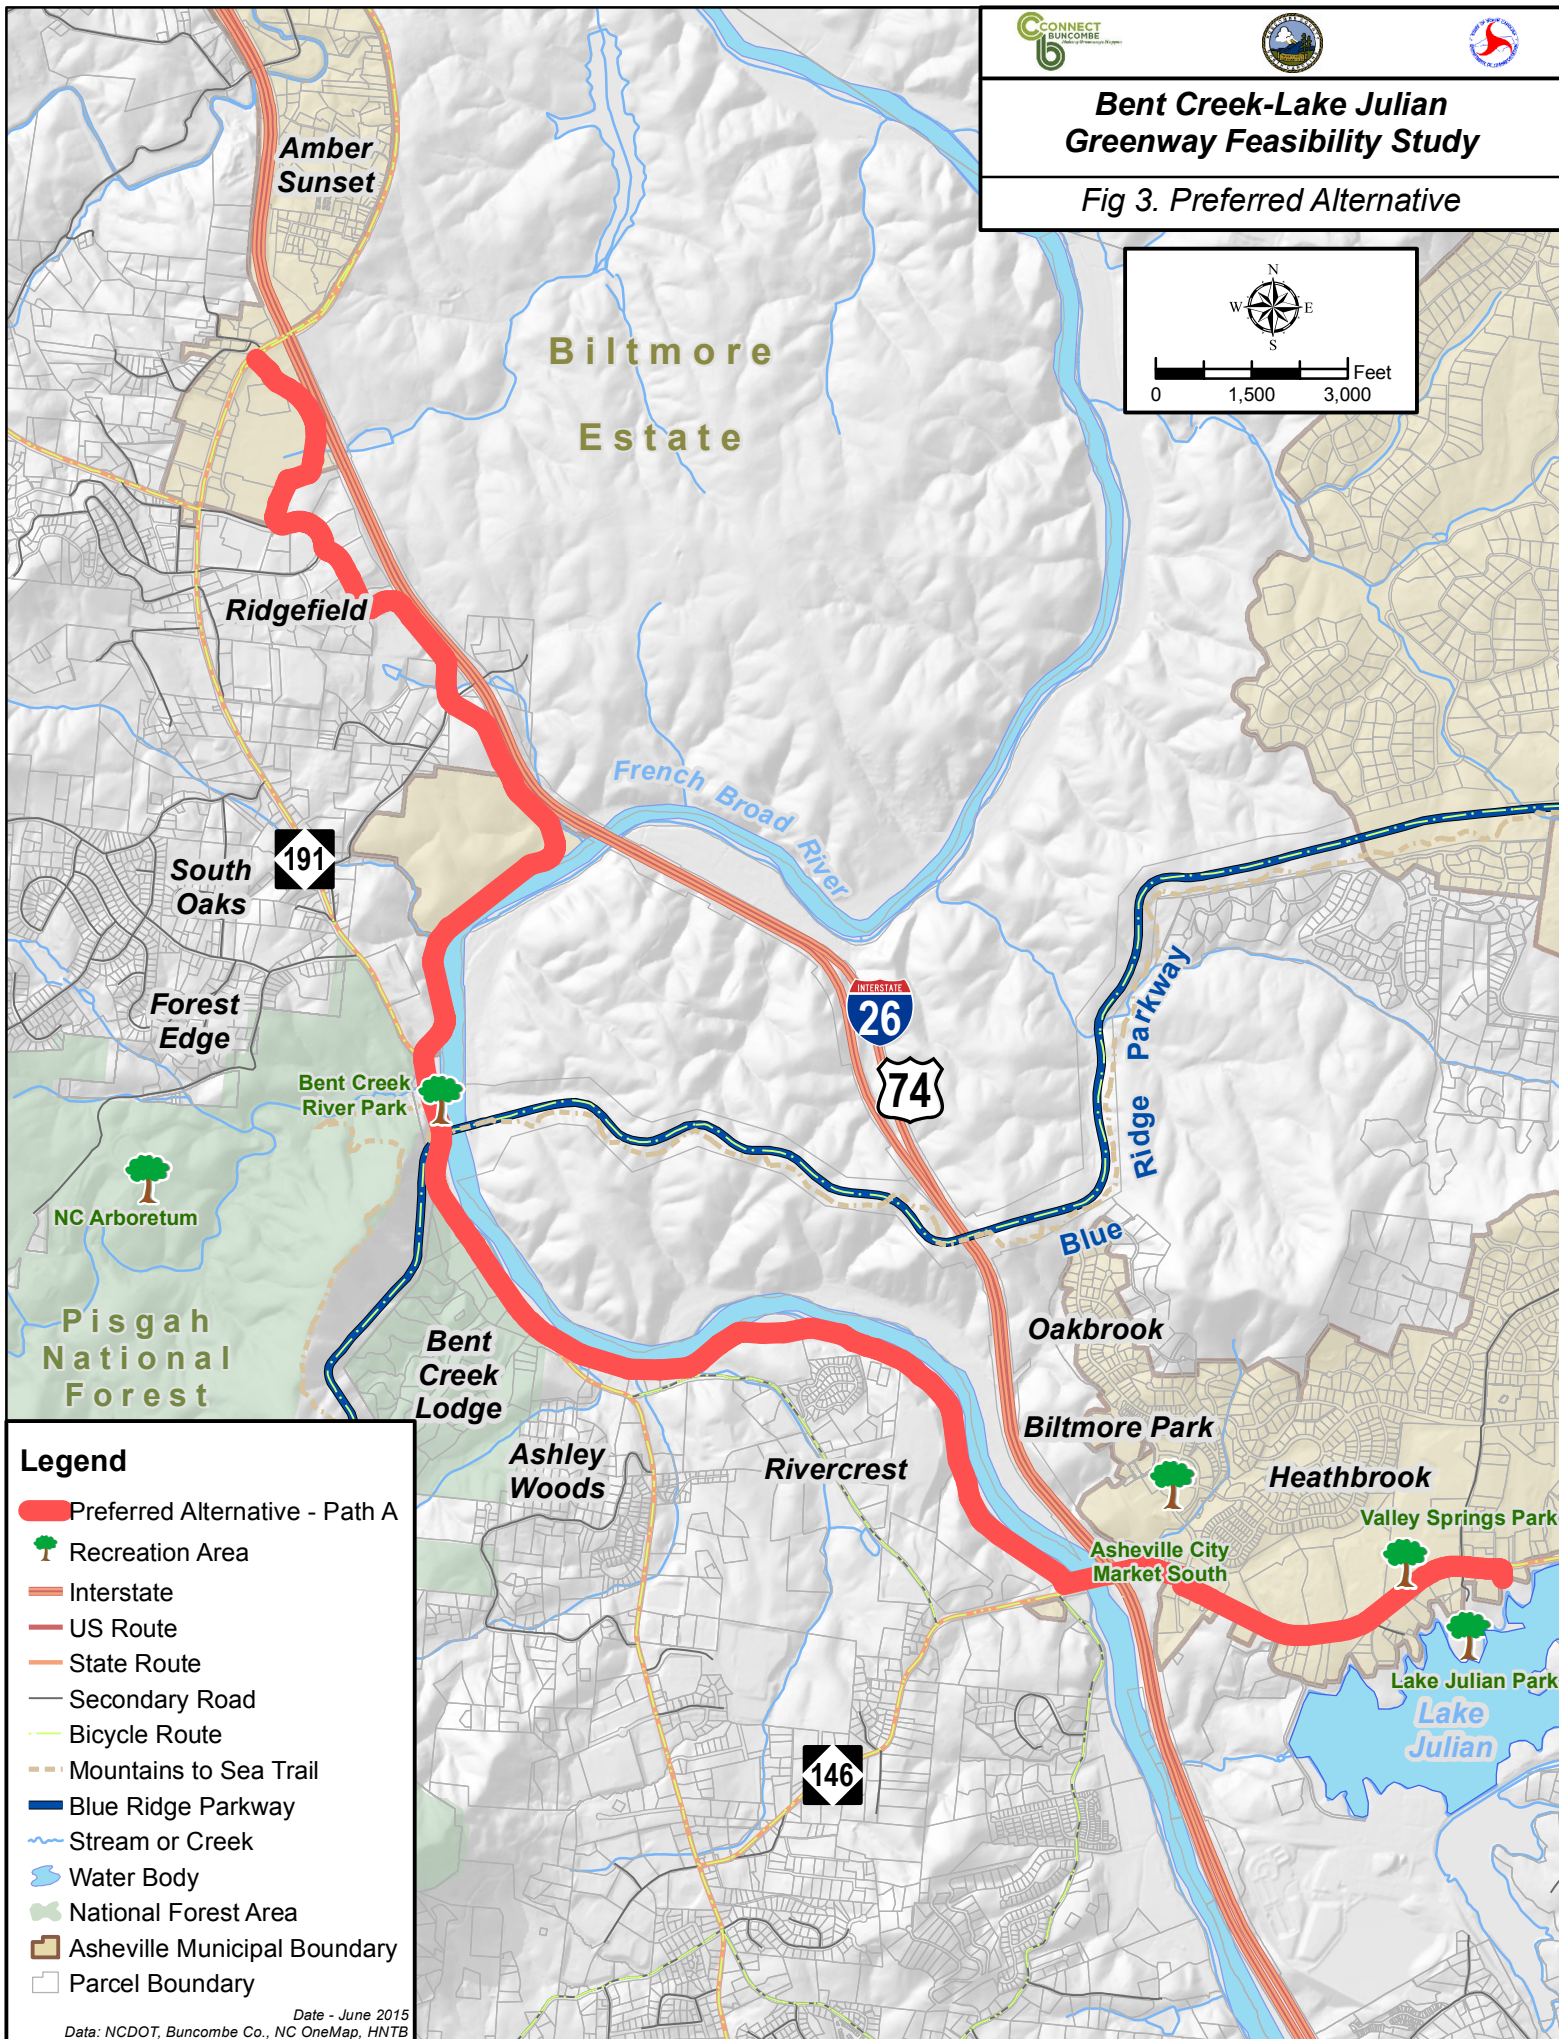 CONNECT
BUNCOMBE
Bent Creek-Lake Julian
Greenway Feasibility Study
Fig 3. Preferred Alternative
N
W
E
S
Feet
0
1,500
3,000
Amber
Sunset
Biltmore
Estate
Ridgefield
French Broad River
191
South
Oaks
Forest
Edge
INTERSTATE
26
74
Blue Ridge Parkway
Bent Creek
River Park
NC Arboretum
Pisgah
National
Forest
Bent
Creek
Lodge
Oakbrook
Ashley
Woods
Rivercrest
Biltmore Park
Heathbrook
Valley Springs Park
Asheville City
Market South
Lake Julian Park
Lake
Julian
146
Legend
Preferred Alternative - Path A
Recreation Area
Interstate
US Route
State Route
Secondary Road
Bicycle Route
Mountains to Sea Trail
Blue Ridge Parkway
Stream or Creek
Water Body
National Forest Area
Asheville Municipal Boundary
Parcel Boundary
Date - June 2015
Data: NCDOT, Buncombe Co., NC OneMap, HNTB